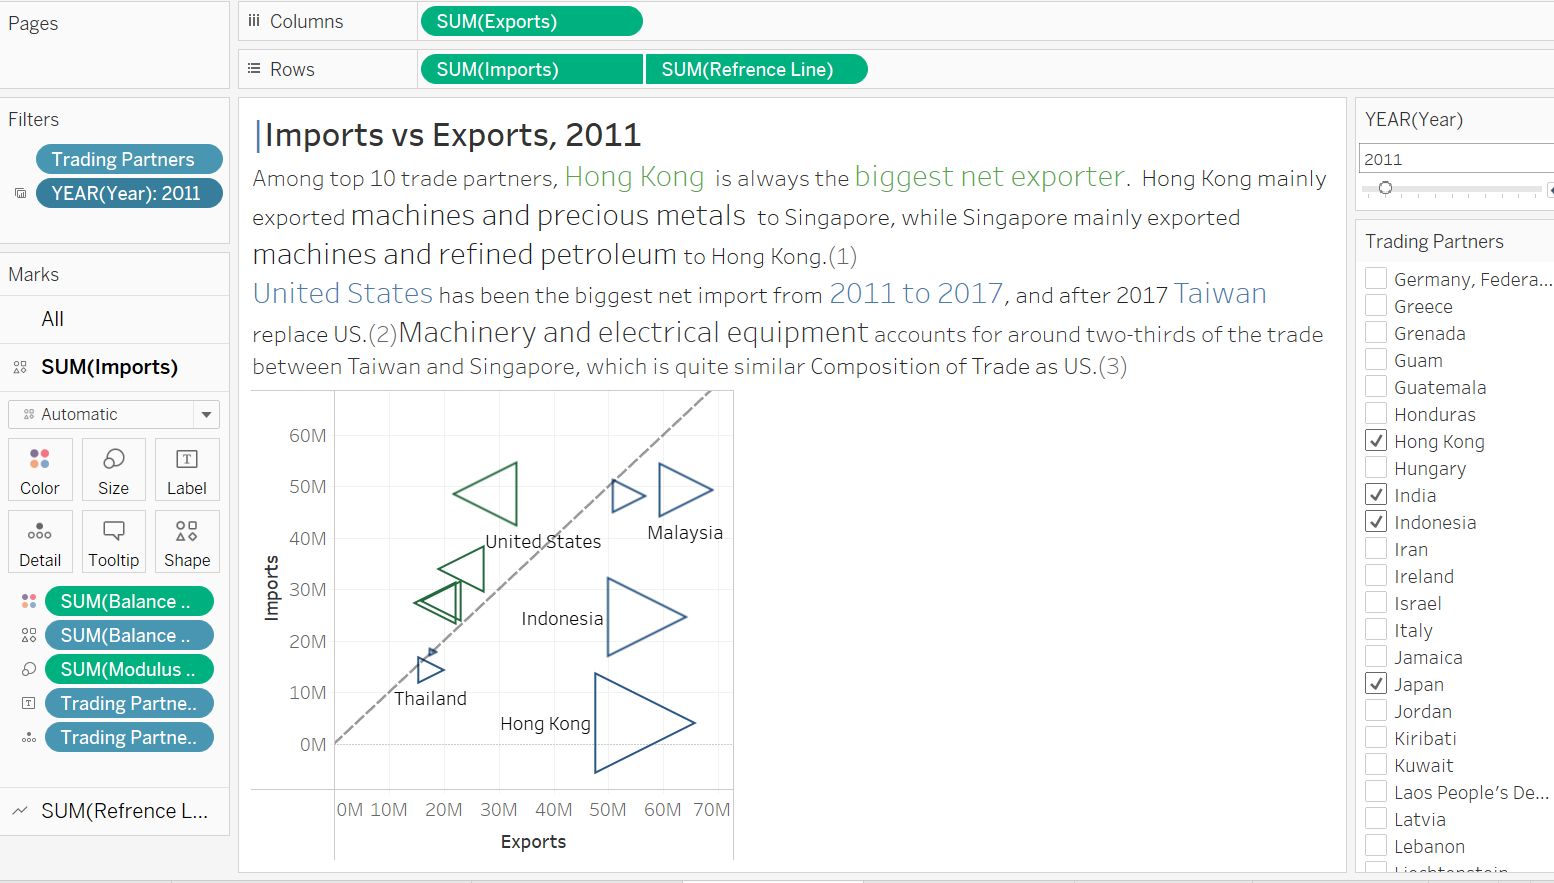 Pages
Columns
SUM(Exports)
Rows
SUM(Imports)
SUM(Refrence Line)
Filters
Trading Partners
YEAR(Year): 2011
Marks
All
SUM(Imports)
Automatic
Color
Size
Label
Detail
Tooltip
Shape
SUM(Balance ..
SUM(Balance ..
SUM(Modulus ..
Trading Partne..
Trading Partne..
SUM(Refrence L...
Imports vs Exports, 2011
Among top 10 trade partners, Hong Kong is always the biggest net exporter. Hong Kong mainly
exported machines and precious metals to Singapore, while Singapore mainly exported
machines and refined petroleum to Hong Kong.(1)
United States has been the biggest net import from 2011 to 2017, and after 2017 Taiwan
replace US.(2)Machinery and electrical equipment accounts for around two-thirds of the trade
between Taiwan and Singapore, which is quite similar Composition of Trade as US.(3)
Imports
60M
50M
40M
30M
20M
10M
0M
United States
Malaysia
Indonesia
Thailand
Hong Kong
0M 10M 20M 30M 40M 50M 60M 70M
Exports
YEAR(Year)
2011
Trading Partners
Germany, Federa...
Greece
Grenada
Guam
Guatemala
Honduras
Hong Kong
Hungary
India
Indonesia
Iran
Ireland
Israel
Italy
Jamaica
Japan
Jordan
Kiribati
Kuwait
Laos People's De...
Latvia
Lebanon